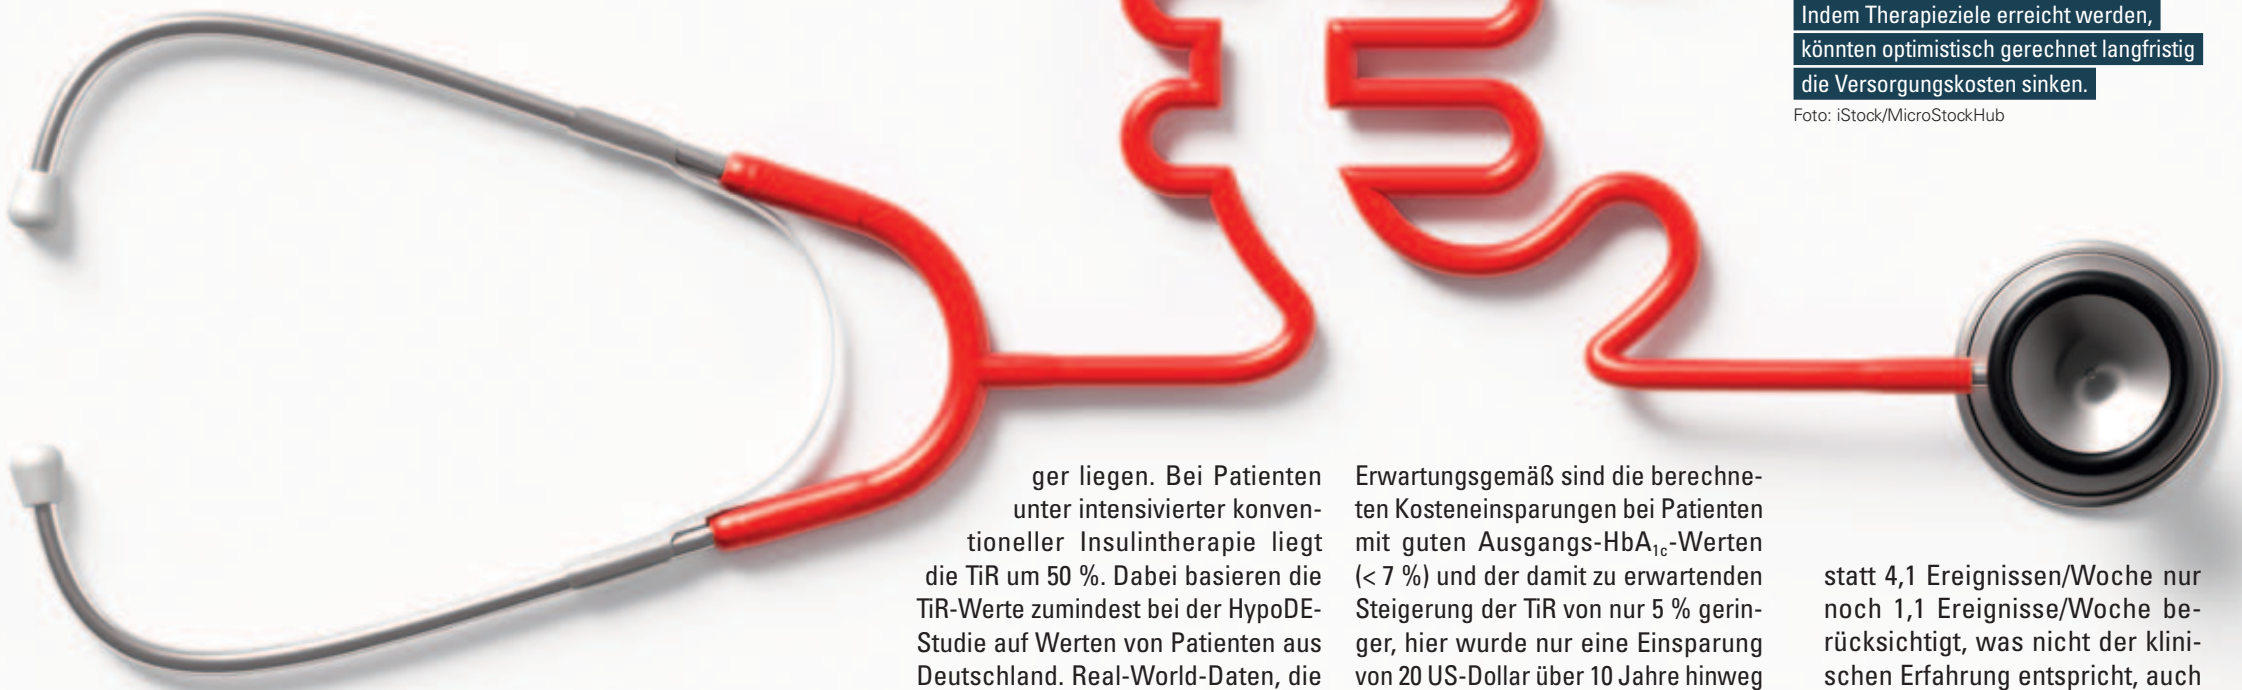 Indem Therapieziele erreicht werden,
könnten optimistisch gerechnet langfristig
die Versorgungskosten sinken.
Foto: iStock/MicroStockHub
ger liegen. Bei Patienten
unter intensivierter konven-
tioneller Insulintherapie liegt
die TiR um 50 %. Dabei basieren die
TiR-Werte zumindest bei der HypoDE-
Studie auf Werten von Patienten aus
Deutschland. Real-World-Daten, die
Erwartungsgemäß sind die berechne-
ten Kosteneinsparungen bei Patienten
mit guten Ausgangs-HbA₁c-Werten
(< 7 %) und der damit zu erwartenden
Steigerung der TiR von nur 5 % gerin-
ger, hier wurde nur eine Einsparung
von 20 US-Dollar über 10 Jahre hinweg
statt 4,1 Ereignissen/Woche nur
noch 1,1 Ereignisse/Woche be-
rücksichtigt, was nicht der klini-
schen Erfahrung entspricht, auch